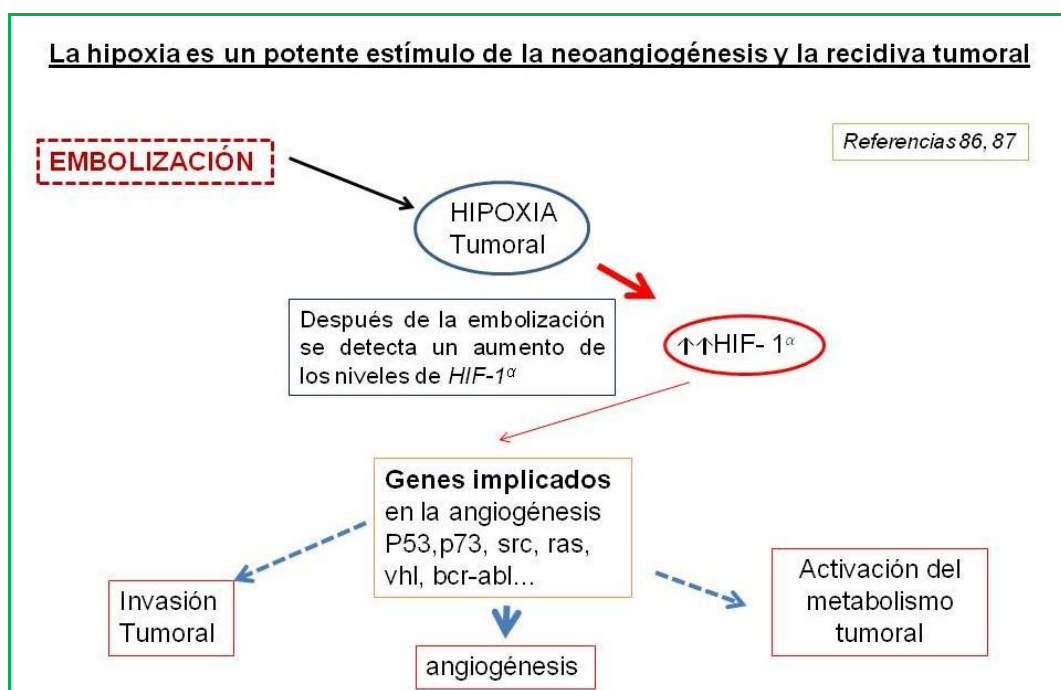 La hipoxia es un potente estímulo de la neoangiogénesis y la recidiva tumoral
Referencias 86, 87
EMBOLIZACIÓN
HIPOXIA
Tumoral
Después de la embolización
se detecta un aumento de
los niveles de HIF-1α
↑↑HIF- 1α
Genes implicados
en la angiogénesis
P53,p73, src, ras,
vhl, bcr-abl...
Invasión
Tumoral
angiogénesis
Activación del
metabolismo
tumoral